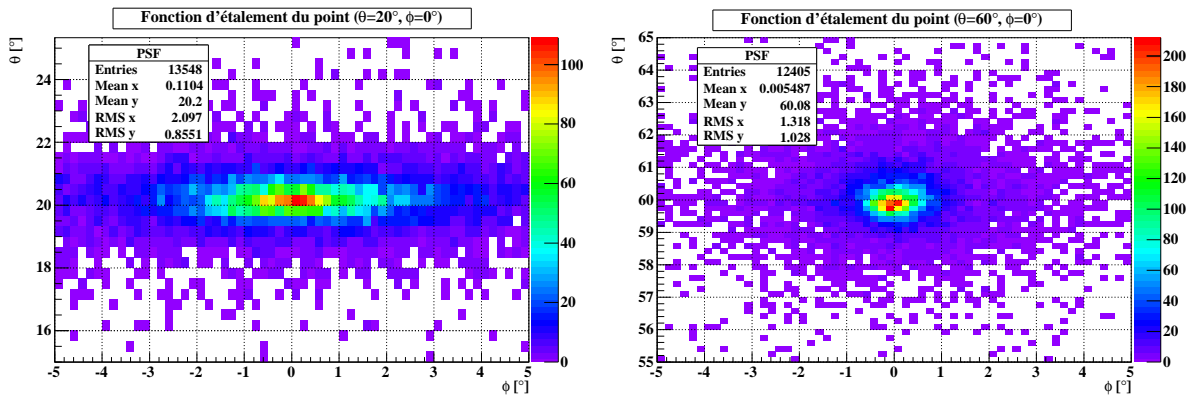 Fonction d'étalement du point (θ=20°, ϕ=0°)
θ [°]
PSF
Entries 13548
Mean x 0.1104
Mean y 20.2
RMS x 2.097
RMS y 0.8551
24
22
20
18
16
-5 -4 -3 -2 -1 0 1 2 3 4 5
ϕ [°]
100
80
60
40
20
0
Fonction d'étalement du point (θ=60°, ϕ=0°)
θ [°]
PSF
Entries 12405
Mean x 0.005487
Mean y 60.08
RMS x 1.318
RMS y 1.028
65
64
63
62
61
60
59
58
57
56
55
-5 -4 -3 -2 -1 0 1 2 3 4 5
ϕ [°]
200
180
160
140
120
100
80
60
40
20
0